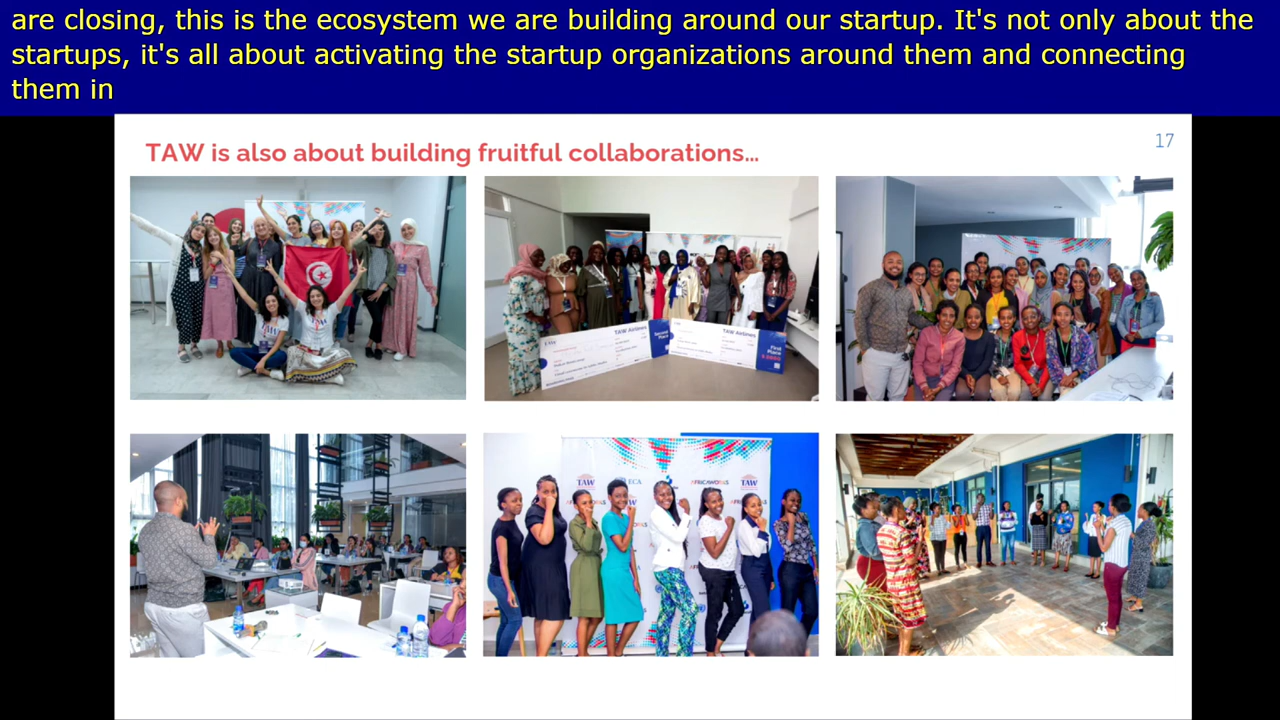 are closing, this is the ecosystem we are building around our startup. It's not only about the
startups, it's all about activating the startup organizations around them and connecting
them in
17
TAW is also about building fruitful collaborations…
TAW Airlines
Second
Place
TAW Airlines
First
Place
TAW
ECA
TAW